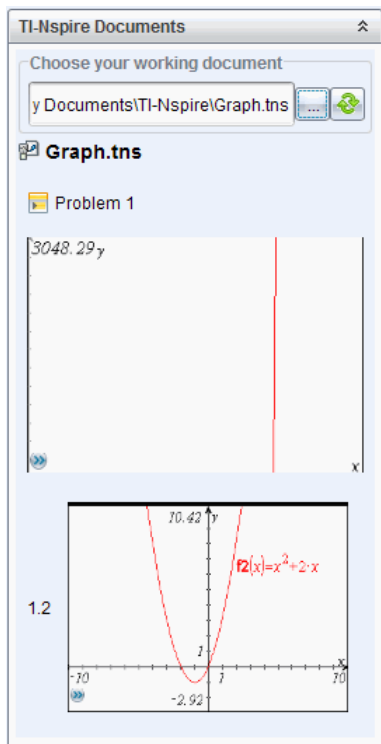 TI-Nspire Documents
Choose your working document
y Documents\TI-Nspire\Graph.tns
...
Graph.tns
Problem 1
3048.29 y
x
1.2
10.42 y
f2(x)=x²+2·x
1
x
-10
1
10
-2.92